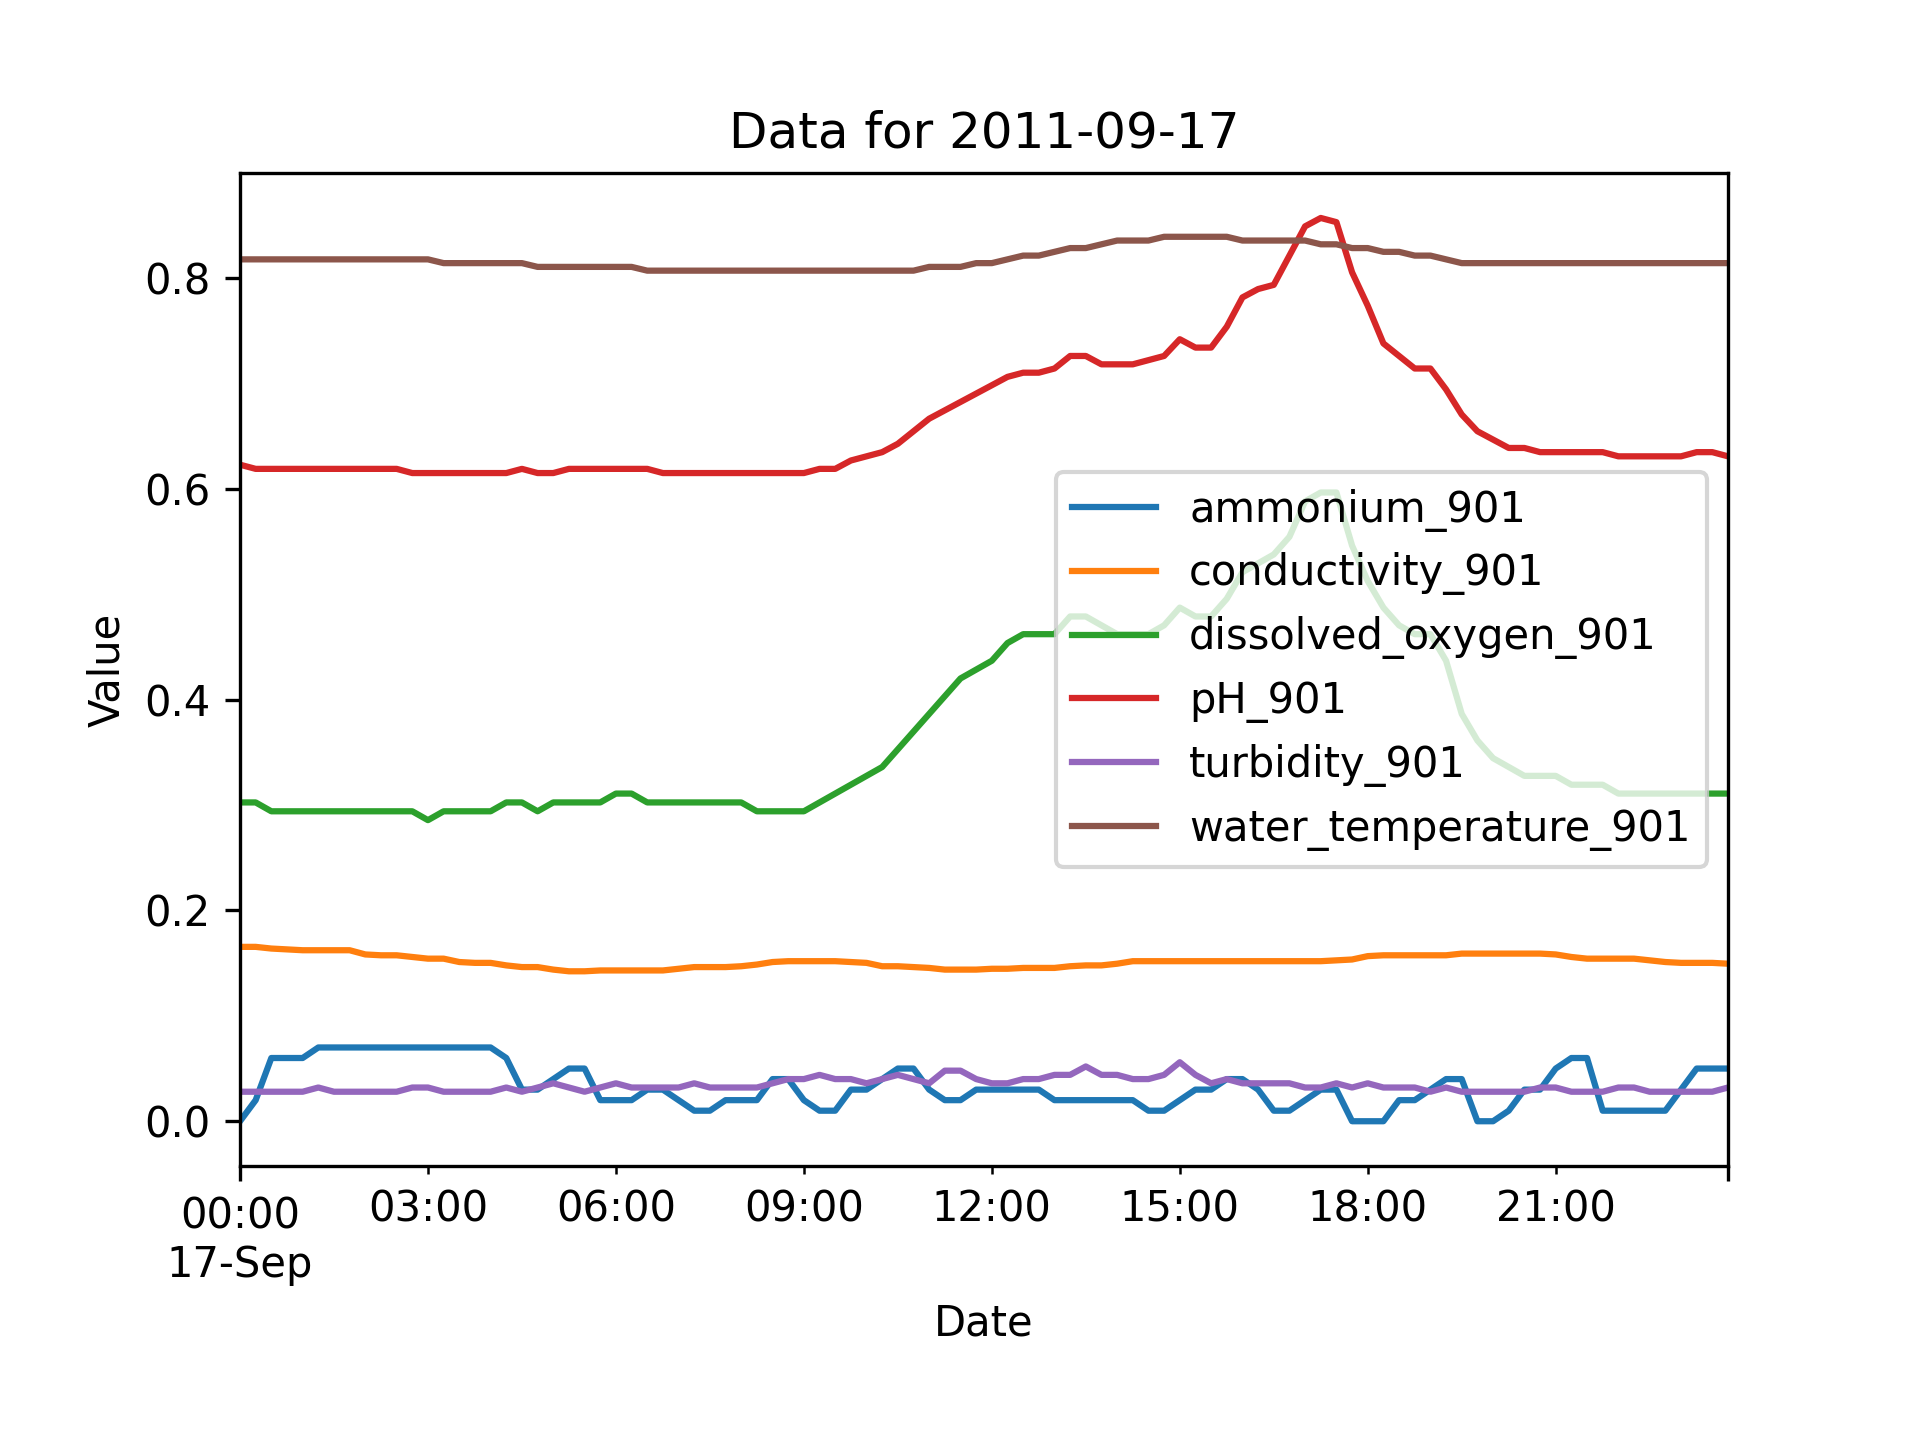 Data for 2011-09-17
Value
0.8
0.6
0.4
0.2
0.0
ammonium_901
conductivity_901
dissolved_oxygen_901
pH_901
turbidity_901
water_temperature_901
00:00 03:00 06:00 09:00 12:00 15:00 18:00 21:00
17-Sep
Date